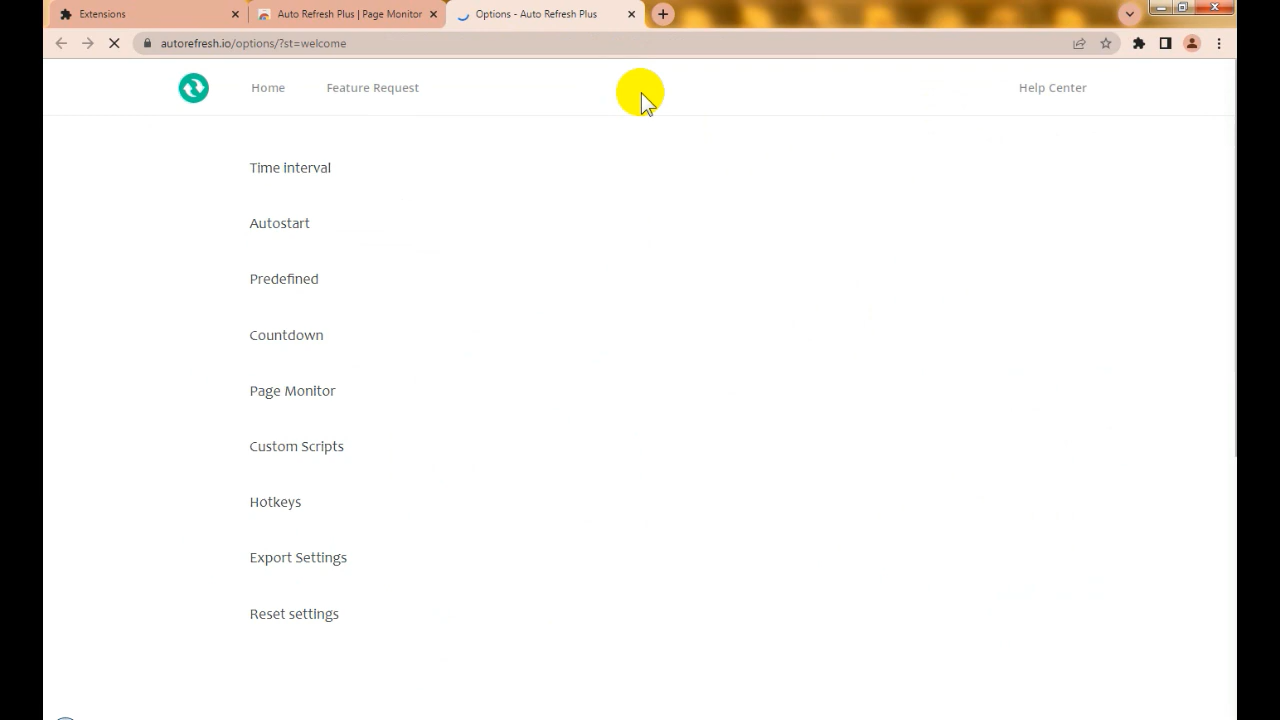 Extensions
Auto Refresh Plus | Page Monitor
Options - Auto Refresh Plus
autorefresh.io/options/?st=welcome
Home
Feature Request
Help Center
Time interval
Autostart
Predefined
Countdown
Page Monitor
Custom Scripts
Hotkeys
Export Settings
Reset settings